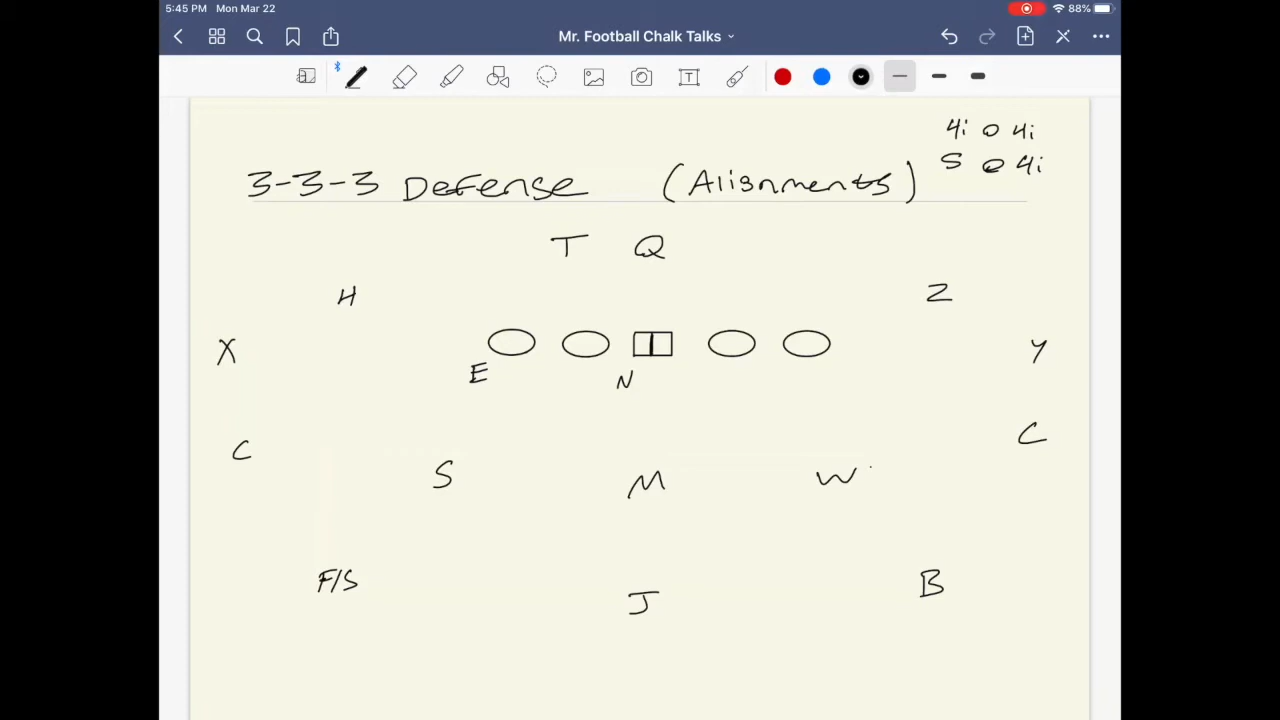 5:45 PM Mon Mar 22
88%
Mr. Football Chalk Talks
T
4i 0 4i
5 0 4i
3-3-3 Defense (Alignments)
T Q
H Z
X Y
E N
C C
S M W
F/S J B